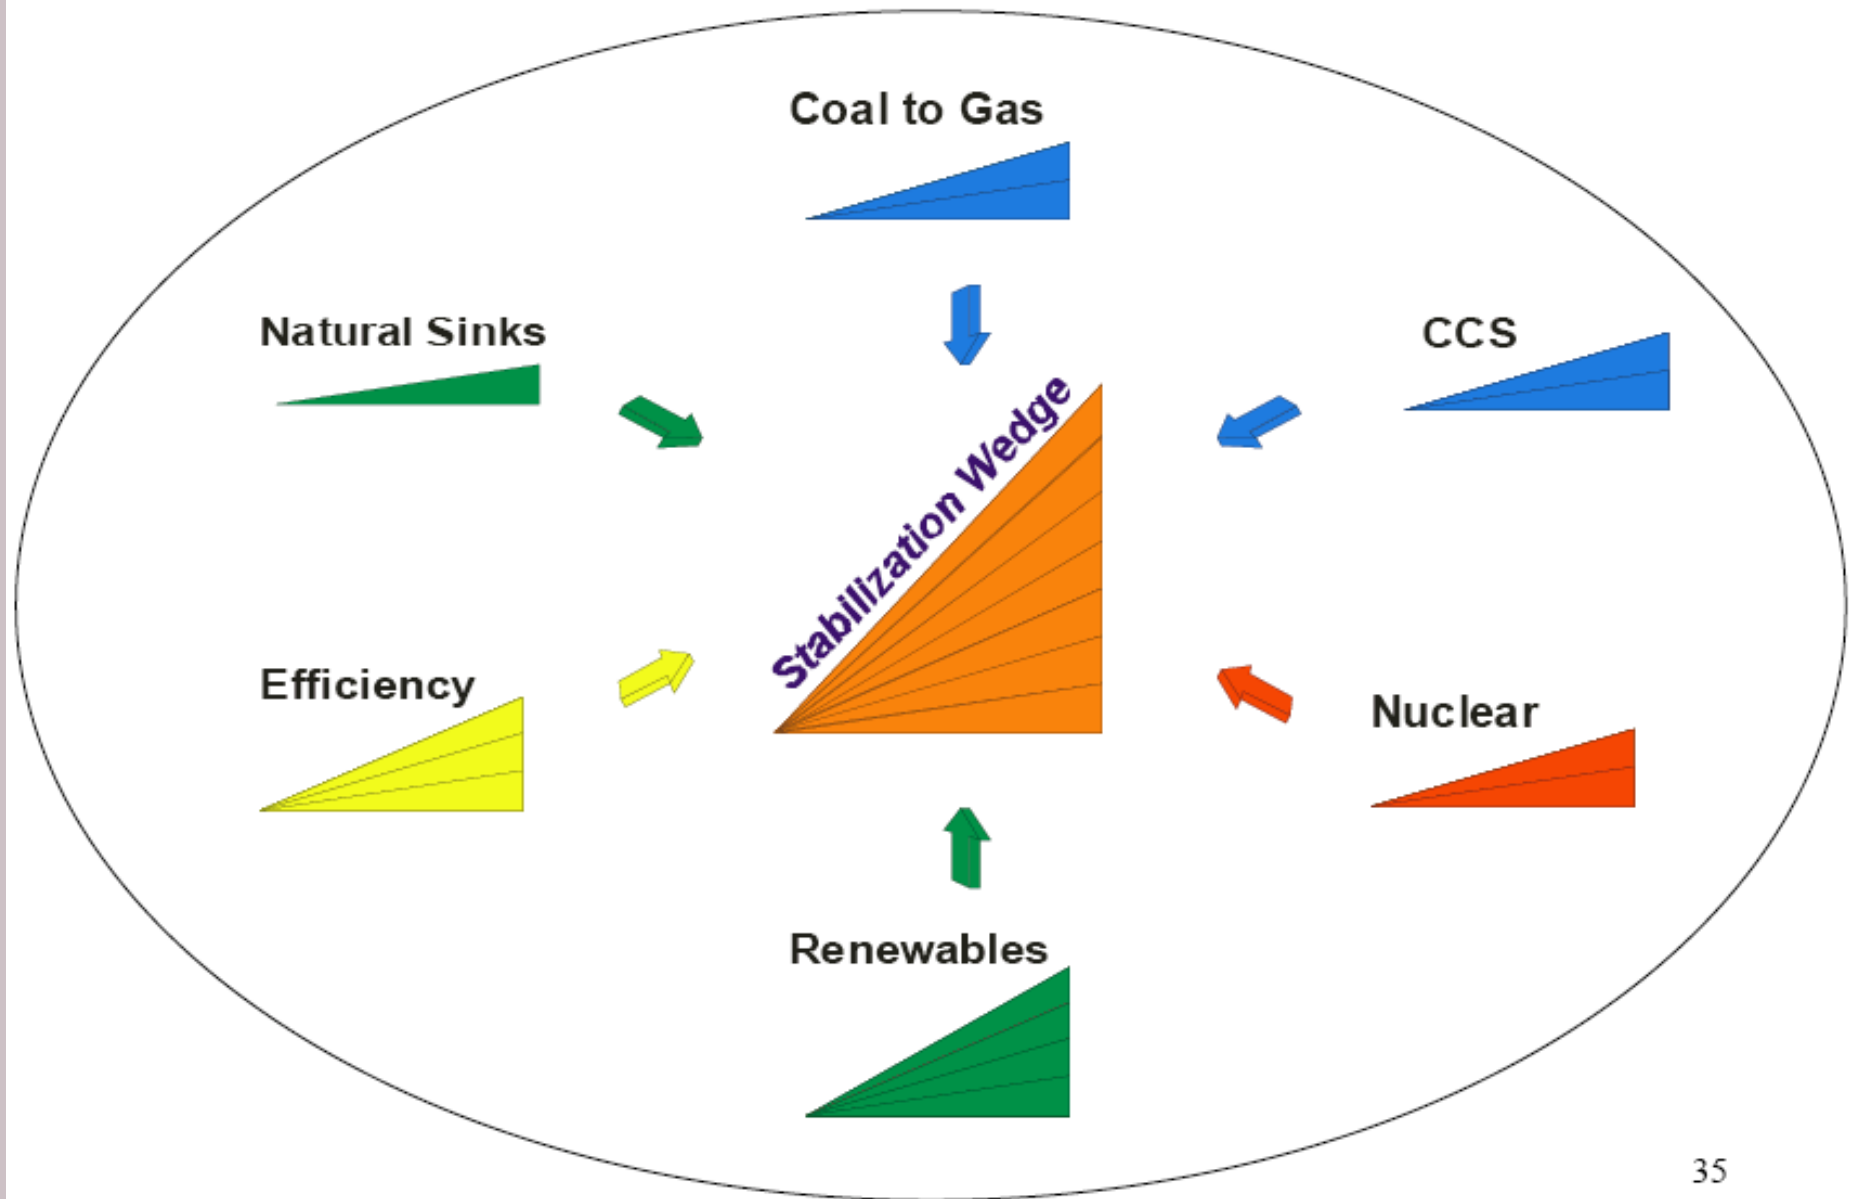 Coal to Gas
Natural Sinks
CCS
Stabilization Wedge
Efficiency
Nuclear
Renewables
35